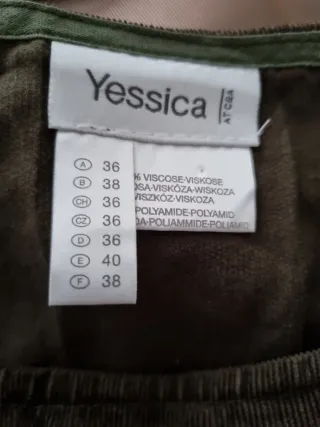 Yessica
AT C&A
A 36
B 38
CH 36
CZ 36
D 36
E 40
F 38
% VISCOSE-VISKOSE
OSA-VISKÓZA-WISKOZA
VISZKÓZ-VISKOZA
POLYAMIDE-POLYAMID
DA-POLIAMMIDE-POLIAMID